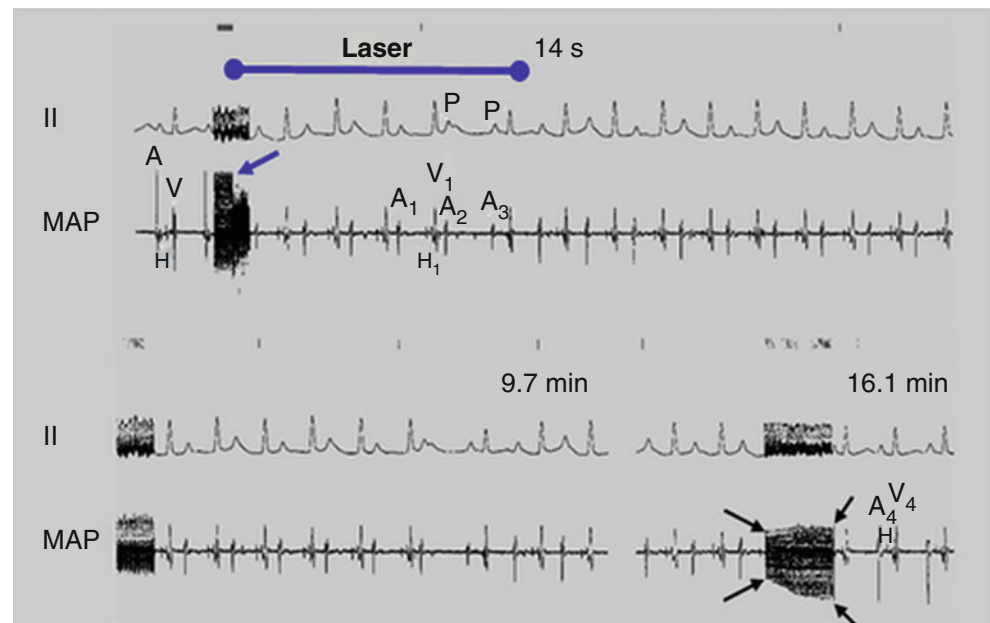 Laser 14 s
II P P
A V V₁
MAP A₁ A₂ A₃
H H₁
9.7 min 16.1 min
II
V₄
MAP A₄
H